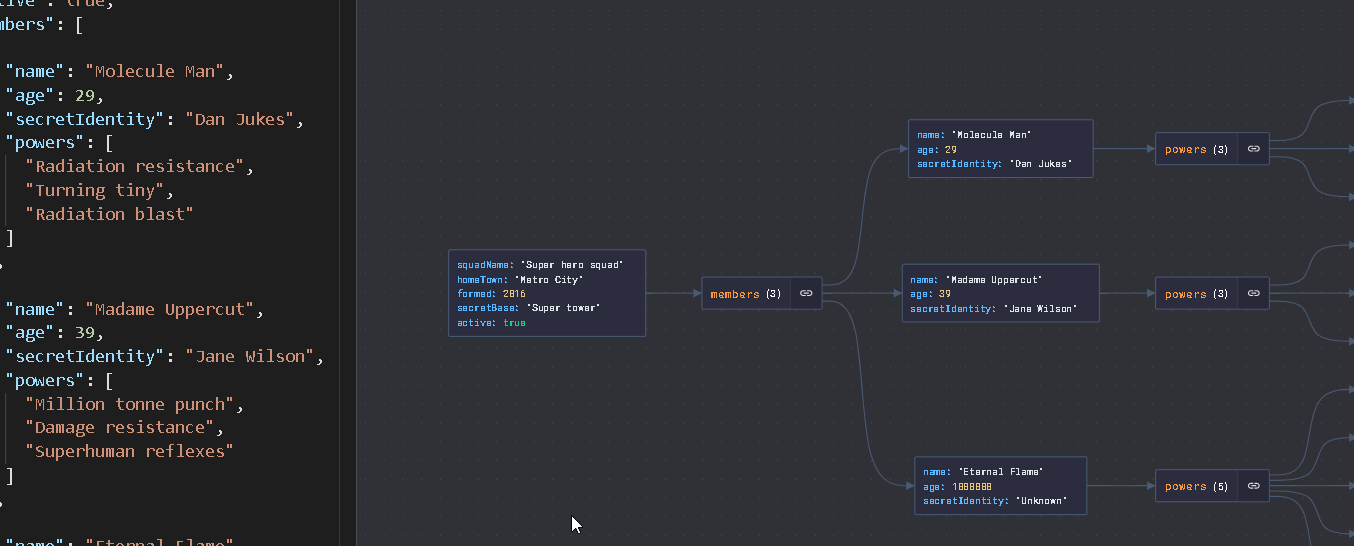 tive": true,
mbers": [
"name": "Molecule Man",
"age": 29,
"secretIdentity": "Dan Jukes",
"powers": [
"Radiation resistance",
"Turning tiny",
"Radiation blast"
]
,
"name": "Madame Uppercut",
"age": 39,
"secretIdentity": "Jane Wilson",
"powers": [
"Million tonne punch",
"Damage resistance",
"Superhuman reflexes"
]
,
"name": "Eternal Flame"
squadName: "Super hero squad"
homeTown: "Metro City"
formed: 2016
secretBase: "Super tower"
active: true
members (3)
name: "Molecule Man"
age: 29
secretIdentity: "Dan Jukes"
powers (3)
name: "Madame Uppercut"
age: 39
secretIdentity: "Jane Wilson"
powers (3)
name: "Eternal Flame"
age: 1000000
secretIdentity: "Unknown"
powers (5)